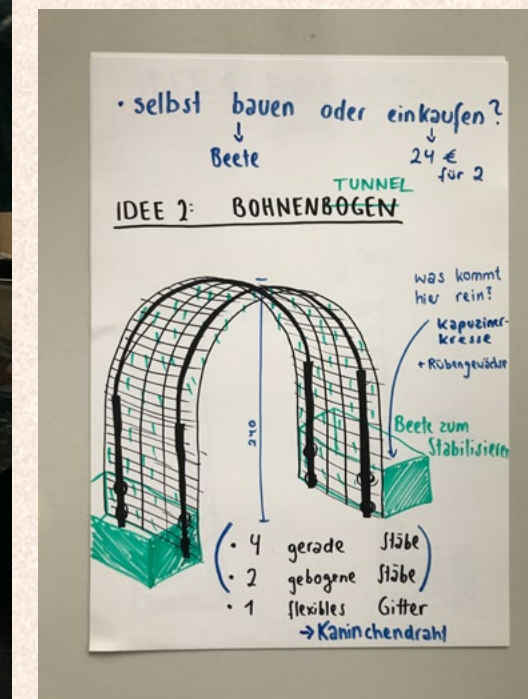 • selbst bauen oder einkaufen?
↓ ↓
Beete 24 €
für 2
TUNNEL
IDEE 2: BOHNENBOGEN
was kommt
hier rein?
Kapuziner-
kresse
+ Rübengewächse
Beete zum
Stabilisieren
240
• 4 gerade Stäbe
• 2 gebogene Stäbe
• 1 flexibles Gitter
→ Kaninchendraht